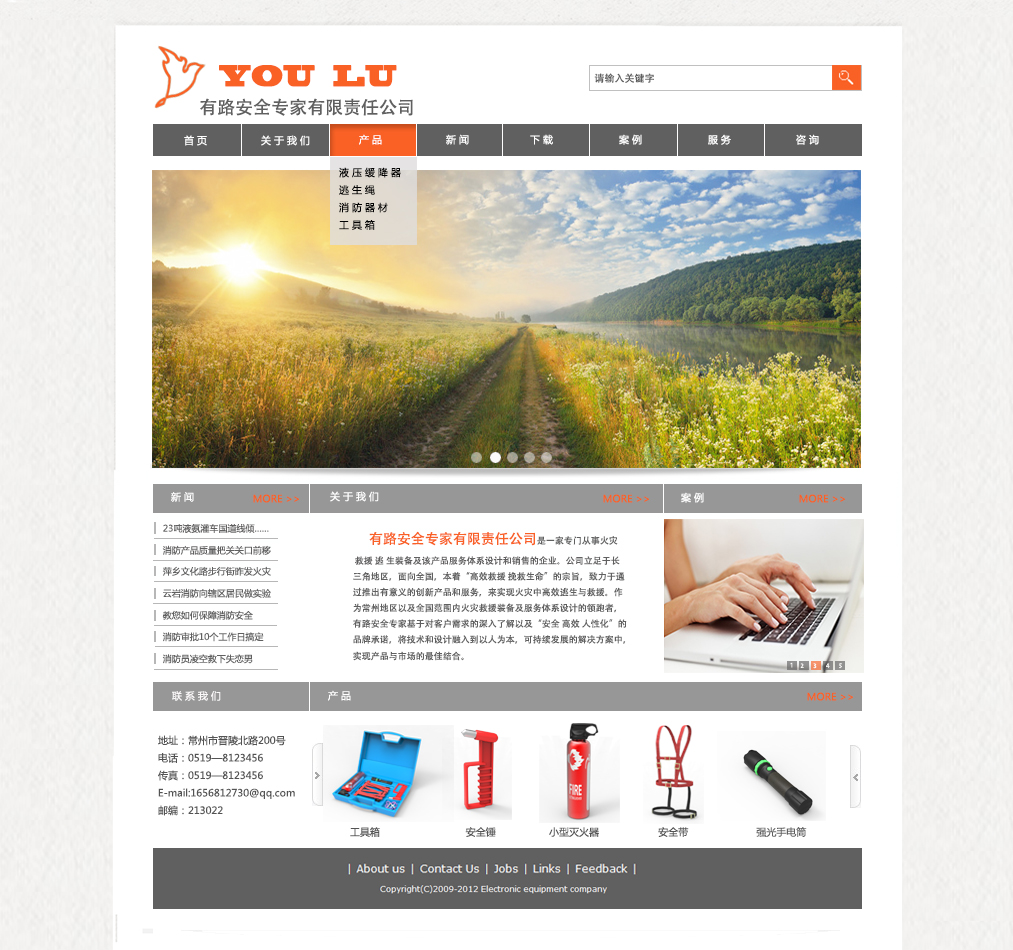 YOU LU
有路安全专家有限责任公司
请输入关键字
首页 关于我们 产品 新闻 下载 案例 服务 咨询
液压缓降器
逃生绳
消防器材
工具箱
新闻 MORE >>
23吨液氨灌车国道线倾......
消防产品质量把关关口前移
萍乡文化路步行街昨发火灾
云岩消防向辖区居民做实验
教您如何保障消防安全
消防审批10个工作日搞定
消防员凌空救下失恋男
关于我们 MORE >>
有路安全专家有限责任公司是一家专门从事火灾
救援 逃 生装备及该产品服务体系设计和销售的企业。公司立足于长
三角地区，面向全国，本着“高效救援 挽救生命”的宗旨，致力于通
过推出有意义的创新产品和服务，来实现火灾中高效逃生与救援。作
为常州地区以及全国范围内火灾救援装备及服务体系设计的领跑者，
有路安全专家基于对客户需求的深入了解以及“安全 高效 人性化”的
品牌承诺，将技术和设计融入到以人为本，可持续发展的解决方案中，
实现产品与市场的最佳结合。
案例 MORE >>
1 2 3 4 5
联系我们
地址：常州市晋陵北路200号
电话：0519—8123456
传真：0519—8123456
E-mail:1656812730@qq.com
邮编：213022
产品 MORE >>
FIRE
工具箱 安全锤 小型灭火器 安全带 强光手电筒
| About us | Contact Us | Jobs | Links | Feedback |
Copyright(C)2009-2012 Electronic equipment company